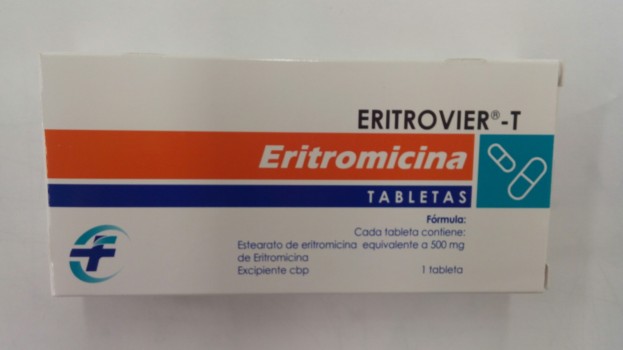 ERITROVIER®-T
Eritromicina
TABLETAS
Fórmula:
Cada tableta contiene:
Estearato de eritromicina equivalente a 500 mg
de Eritromicina
Excipiente cbp 1 tableta